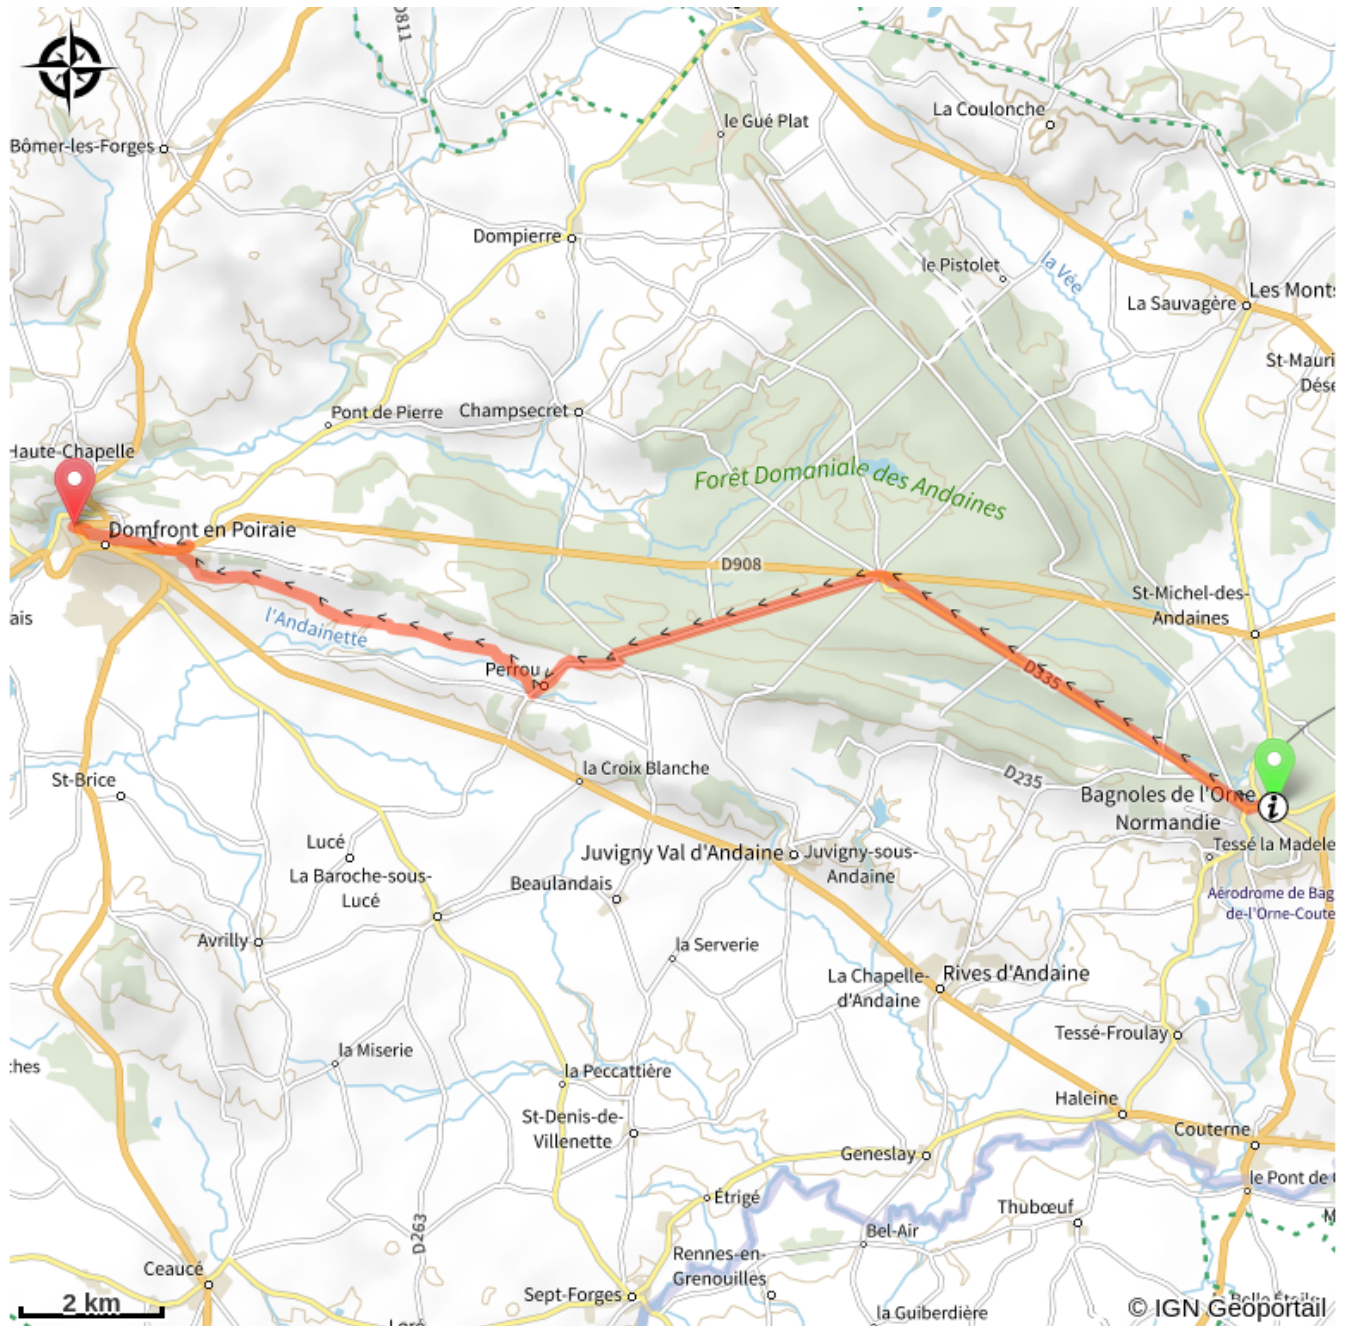 D811
le Gué Plat
La Coulonche
Bômer-les-Forges
Dompierre
le Pistolet
la Vée
Les Monts
La Sauvagère
St-Mauri
Dése
Pont de Pierre
Champsecret
Haute-Chapelle
Forêt Domaniale des Andaines
Domfront en Poiraie
D908
St-Michel-des-
Andaines
ais
l'Andainette
Perrou
D335
la Croix Blanche
D235
St-Brice
Bagnoles de l'Orne
Normandie
i
Lucé
Juvigny Val d'Andaine
Juvigny-sous-
Andaine
Tessé la Madele
La Baroche-sous-
Lucé
Beaulandais
Aérodrome de Bag
de-l'Orne-Coute
Avrilly
la Serverie
La Chapelle-
d'Andaine
Rives d'Andaine
Tessé-Froulay
la Miserie
ches
la Peccattière
Haleine
St-Denis-de-
Villenette
Couterne
Geneslay
le Pont de
Étrigé
Thubœuf
D263
Bel-Air
Rennes-en-
Grenouilles
Ceaucé
Sept-Forges
2 km
la Guiberdière
Belle Étoile
© IGN Geoportail